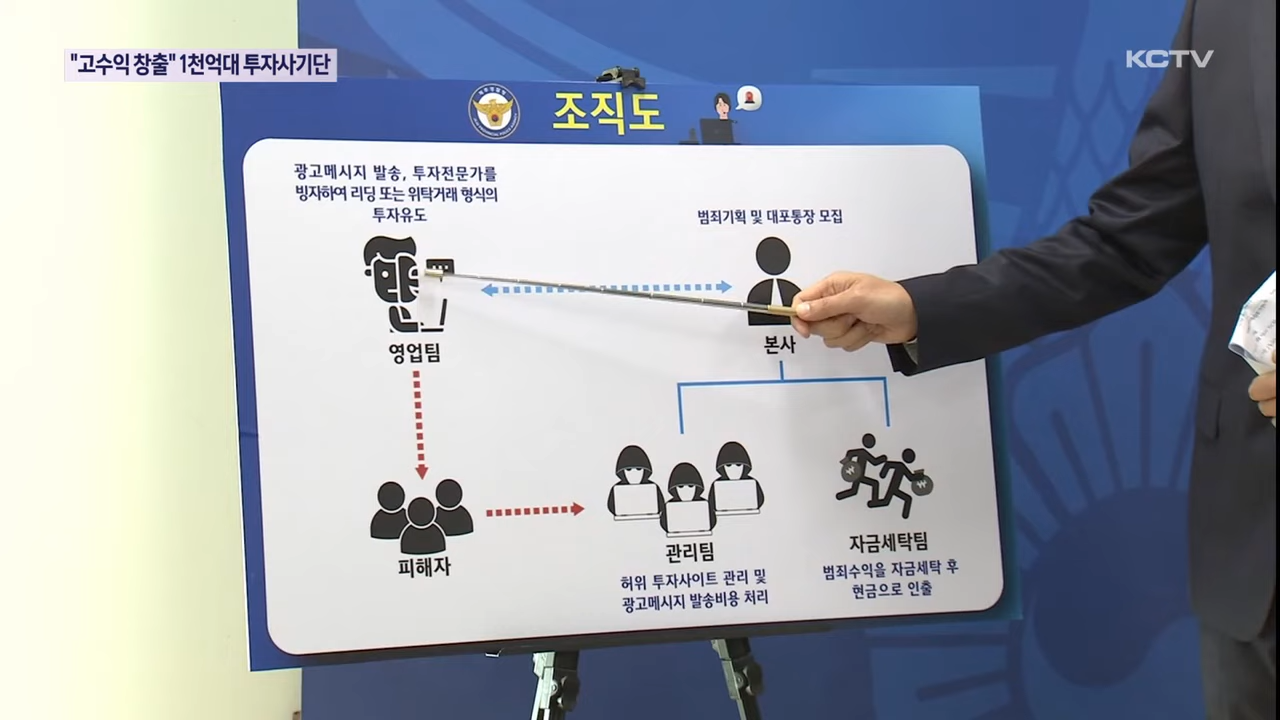 "고수익 창출" 1천억대 투자사기단
KCTV
조직도
광고메시지 발송, 투자전문가를
빙자하여 리딩 또는 위탁거래 형식의
투자유도
범죄기획 및 대포통장 모집
영업팀
본사
피해자
관리팀
허위 투자사이트 관리 및
광고메시지 발송비용 처리
자금세탁팀
범죄수익을 자금세탁 후
현금으로 인출